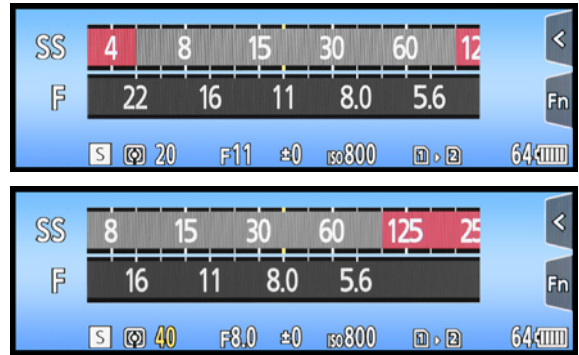 SS 4 8 15 30 60 12 <
F 22 16 11 8.0 5.6 Fn
S 20 F11 ±0 ISO800 1 2 64
SS 8 15 30 60 125 25 <
F 16 11 8.0 5.6 Fn
S 40 F8.0 ±0 ISO800 1 2 64